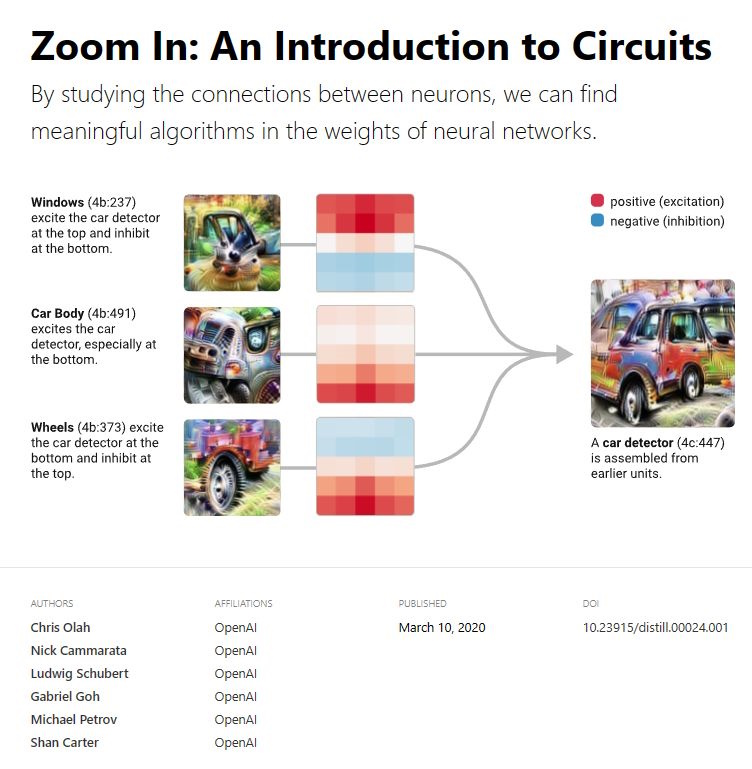 Zoom In: An Introduction to Circuits
By studying the connections between neurons, we can find
meaningful algorithms in the weights of neural networks.
Windows (4b:237)
excite the car detector
at the top and inhibit
at the bottom.
Car Body (4b:491)
excites the car
detector, especially at
the bottom.
Wheels (4b:373) excite
the car detector at the
bottom and inhibit at
the top.
positive (excitation)
negative (inhibition)
A car detector (4c:447)
is assembled from
earlier units.
AUTHORS
Chris Olah
Nick Cammarata
Ludwig Schubert
Gabriel Goh
Michael Petrov
Shan Carter
AFFILIATIONS
OpenAI
OpenAI
OpenAI
OpenAI
OpenAI
OpenAI
PUBLISHED
March 10, 2020
DOI
10.23915/distill.00024.001